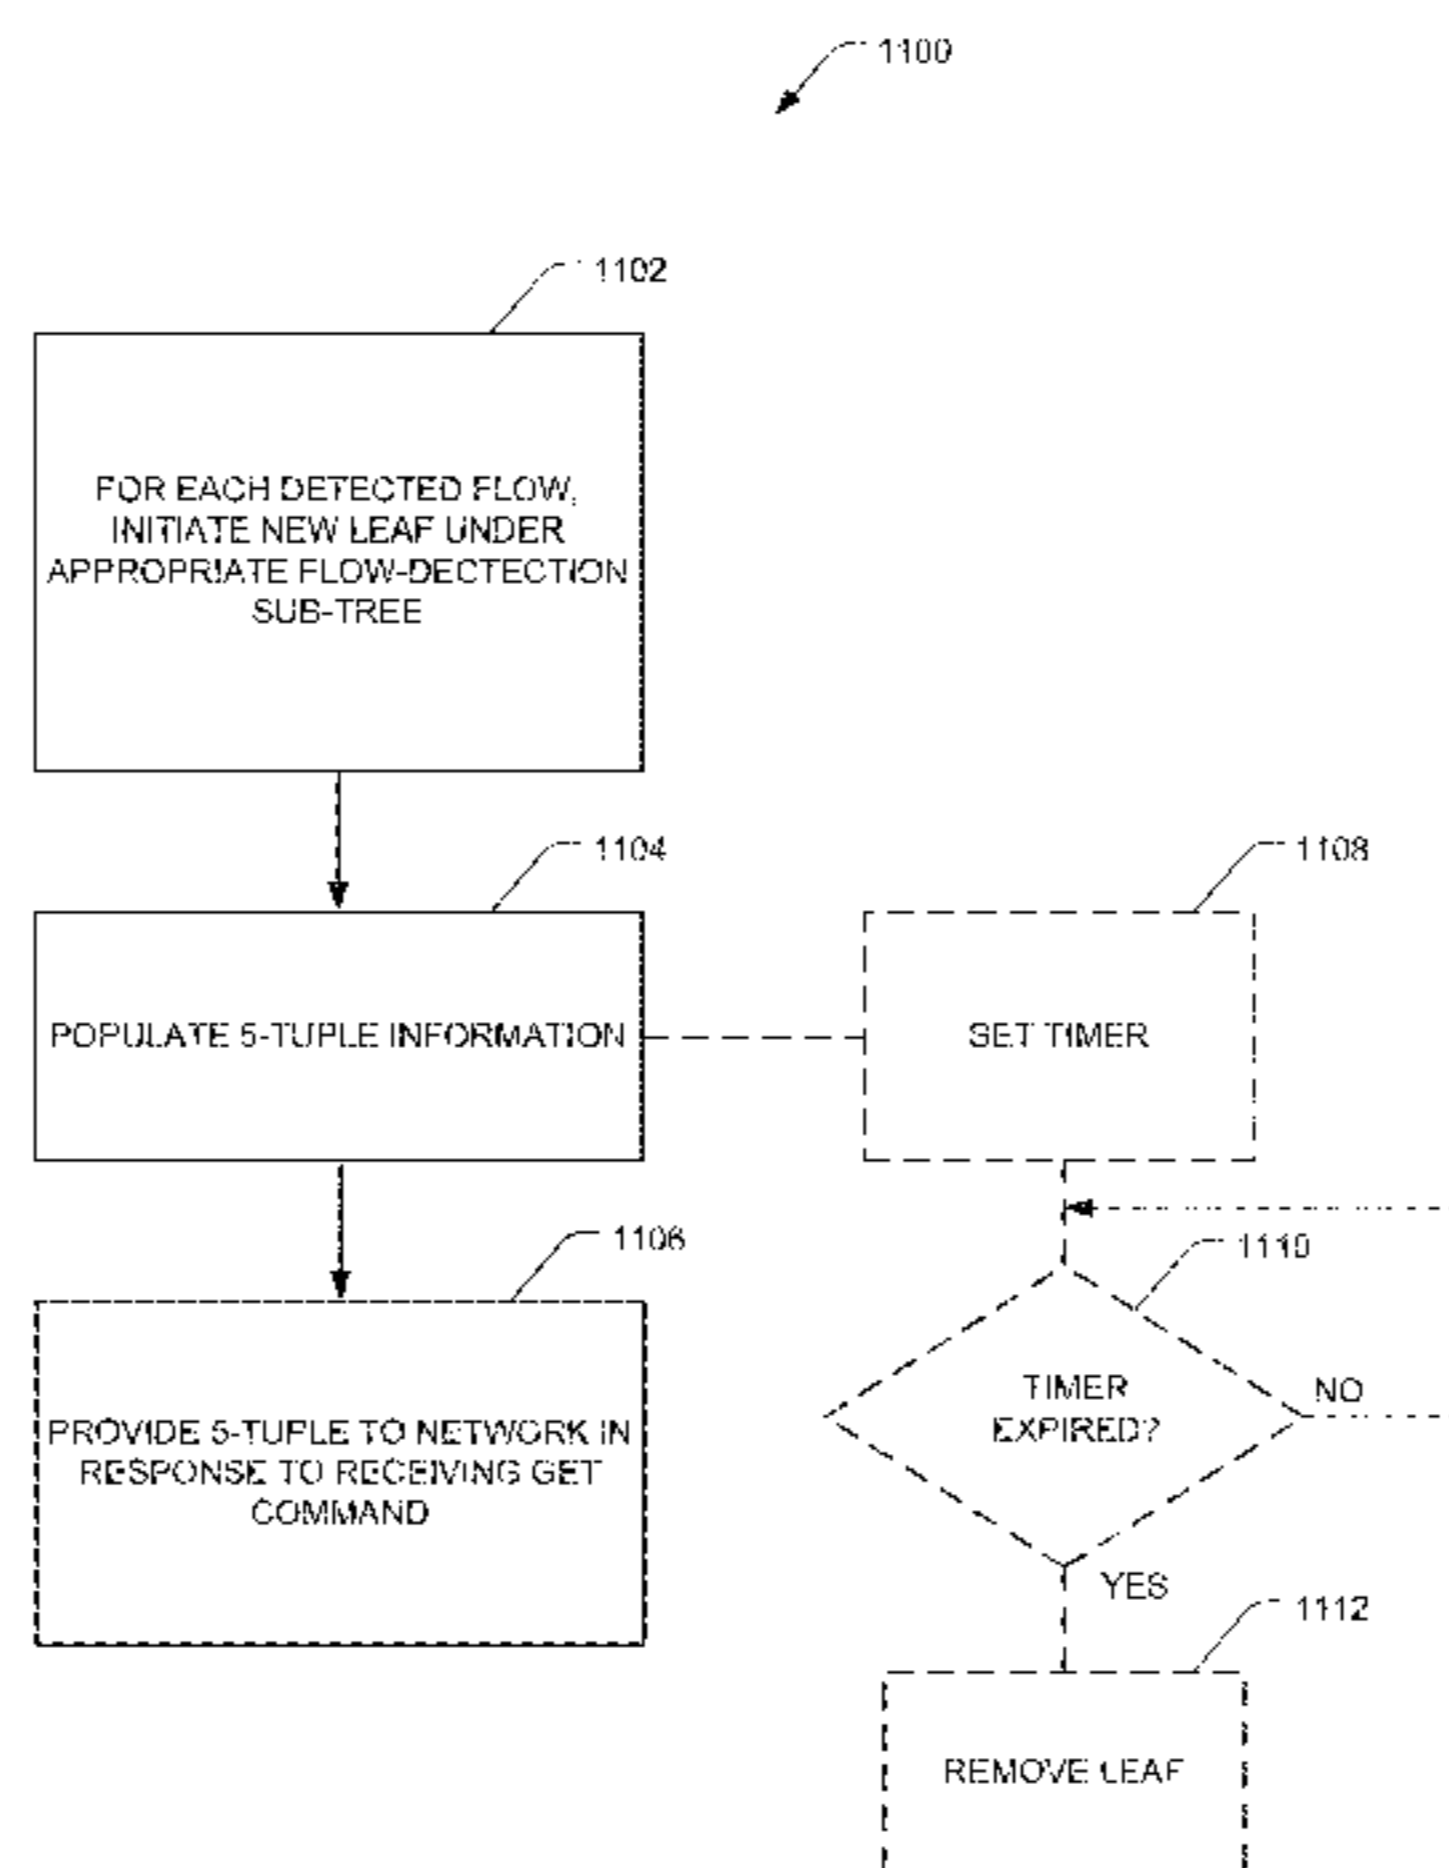 1100
1102
FOR EACH DETECTED FLOW,
INITIATE NEW LEAF UNDER
APPROPRIATE FLOW-DECTECTION
SUB-TREE
1104
POPULATE 5-TUPLE INFORMATION
1108
SET TIMER
1106
PROVIDE 5-TUPLE TO NETWORK IN
RESPONSE TO RECEIVING GET
COMMAND
1110
TIMER
EXPIRED?
NO
YES
1112
REMOVE LEAF